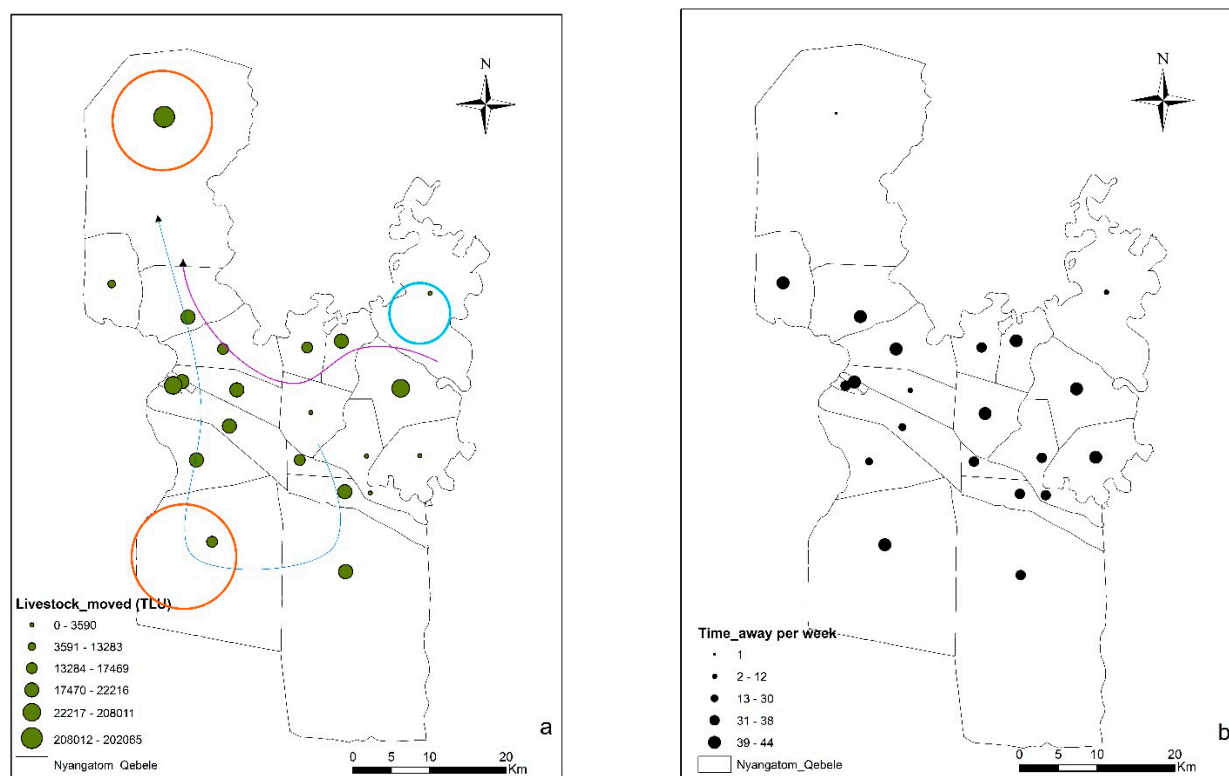 N
Livestock_moved (TLU)
0 - 3590
3591 - 13283
13284 - 17469
17470 - 22216
22217 - 208011
208012 - 202065
Nyangatom_Qebele
0 5 10 20
Km
a
N
Time_away per week
1
2 - 12
13 - 30
31 - 38
39 - 44
Nyangatom_Qebele
0 5 10 20
Km
b